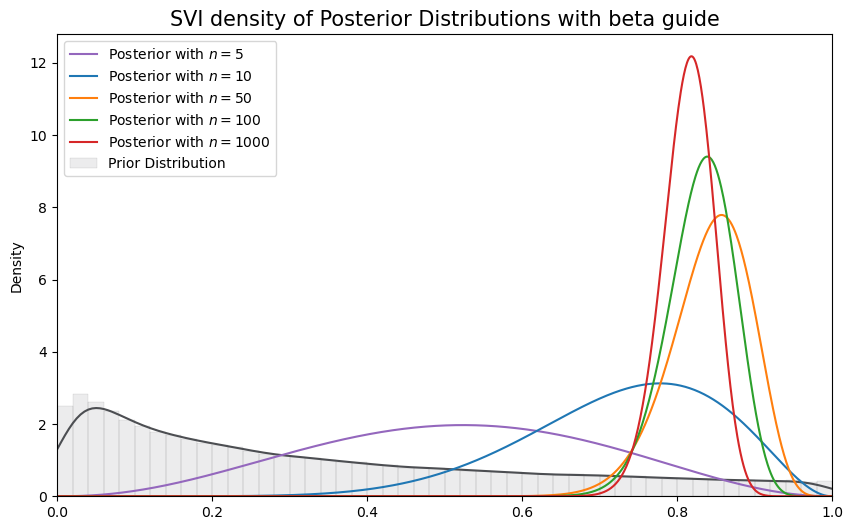 SVI density of Posterior Distributions with beta guide
Posterior with n = 5
Posterior with n = 10
Posterior with n = 50
Posterior with n = 100
Posterior with n = 1000
Prior Distribution
Density
12
10
8
6
4
2
0
0.0 0.2 0.4 0.6 0.8 1.0